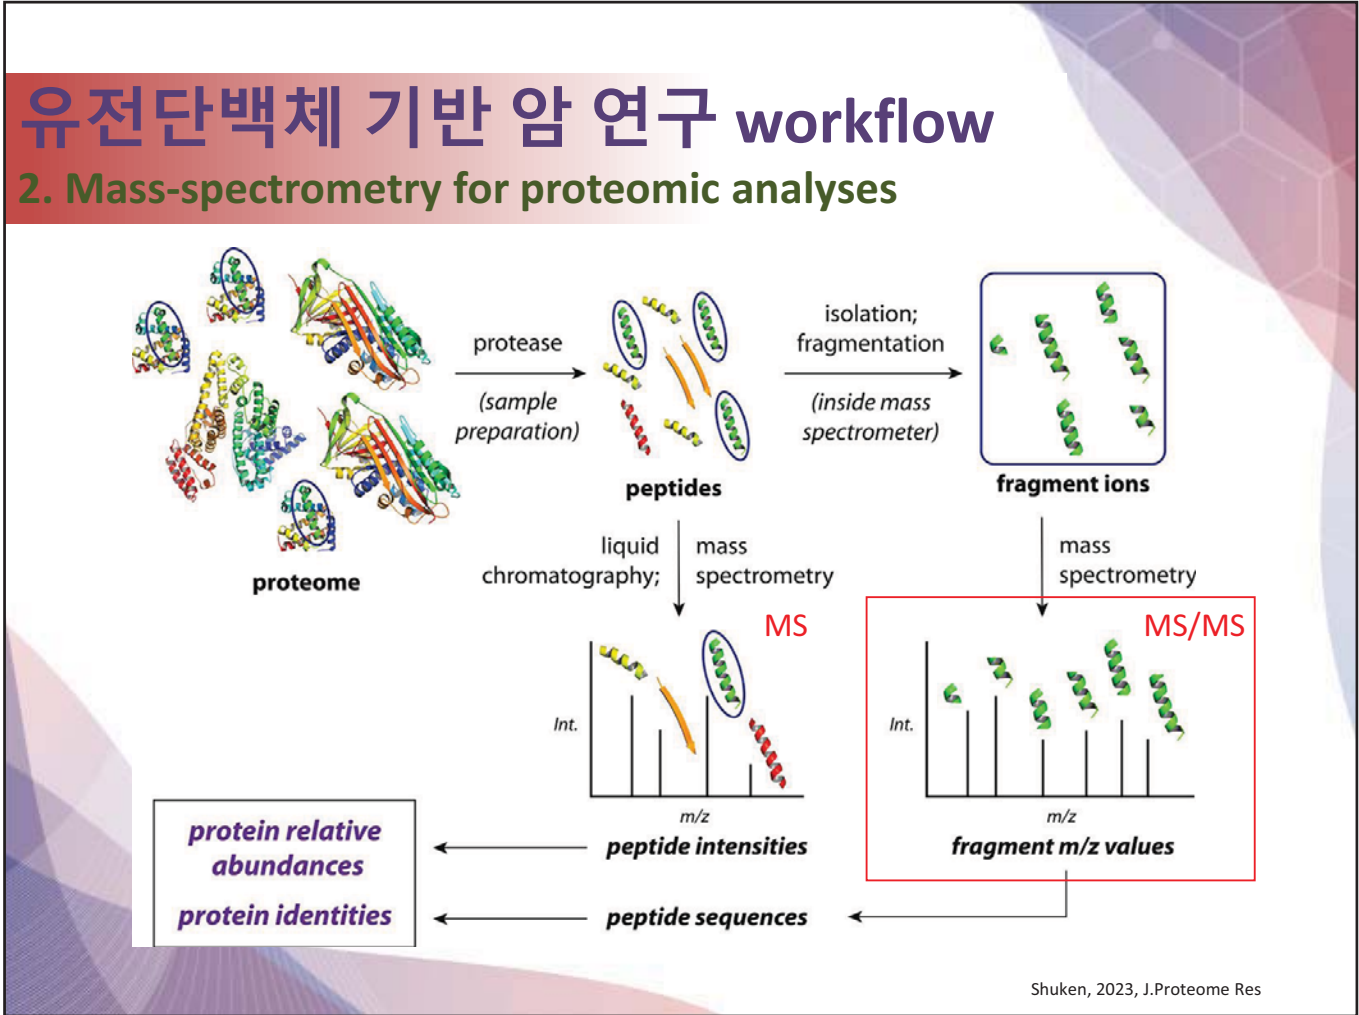 유전단백체 기반 암 연구 workflow
2. Mass-spectrometry for proteomic analyses
protease
(sample
preparation)
isolation;
fragmentation
(inside mass
spectrometer)
proteome
peptides
fragment ions
liquid
chromatography;
mass
spectrometry
mass
spectrometry
MS
MS/MS
Int.
m/z
Int.
m/z
protein relative
abundances
peptide intensities
fragment m/z values
protein identities
peptide sequences
Shuken, 2023, J.Proteome Res